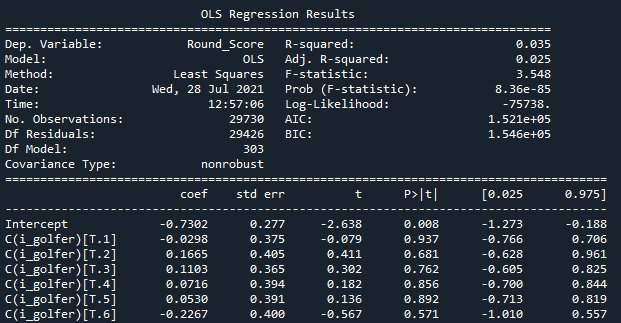 OLS Regression Results
==============================================================================
Dep. Variable: Round_Score R-squared: 0.035
Model: OLS Adj. R-squared: 0.025
Method: Least Squares F-statistic: 3.548
Date: Wed, 28 Jul 2021 Prob (F-statistic): 8.36e-85
Time: 12:57:06 Log-Likelihood: -75738.
No. Observations: 29730 AIC: 1.521e+05
Df Residuals: 29426 BIC: 1.546e+05
Df Model: 303
Covariance Type: nonrobust
==============================================================================
coef std err t P>|t| [0.025 0.975]
------------------------------------------------------------------------------
Intercept -0.7302 0.277 -2.638 0.008 -1.273 -0.188
C(i_golfer)[T.1] -0.0298 0.375 -0.079 0.937 -0.766 0.706
C(i_golfer)[T.2] 0.1665 0.405 0.411 0.681 -0.628 0.961
C(i_golfer)[T.3] 0.1103 0.365 0.302 0.762 -0.605 0.825
C(i_golfer)[T.4] 0.0716 0.394 0.182 0.856 -0.700 0.844
C(i_golfer)[T.5] 0.0530 0.391 0.136 0.892 -0.713 0.819
C(i_golfer)[T.6] -0.2267 0.400 -0.567 0.571 -1.010 0.557